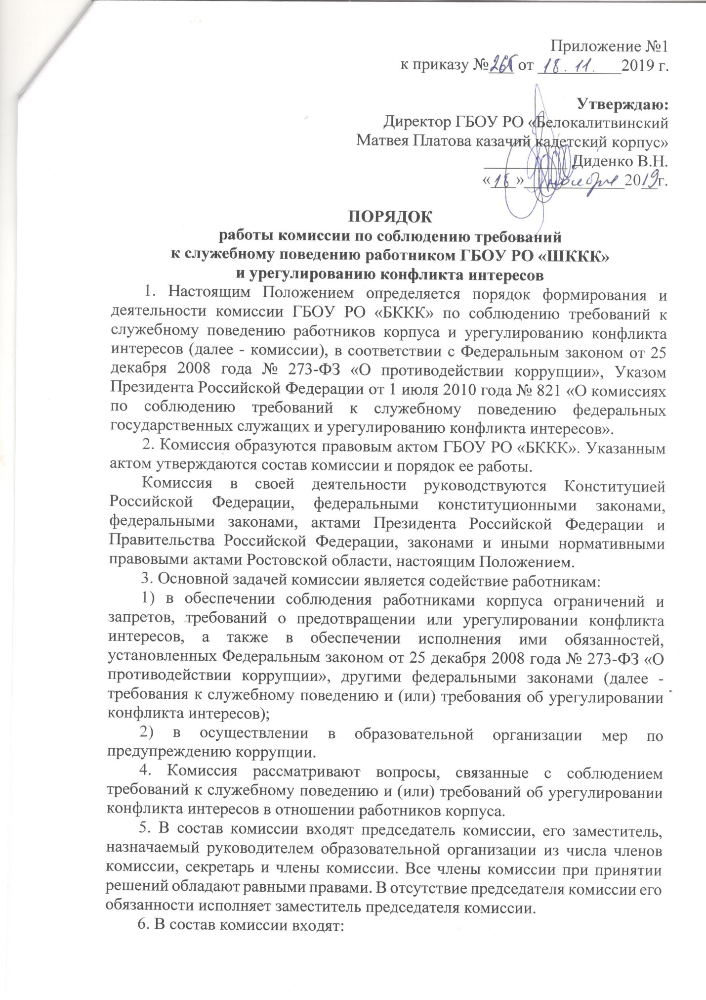 Приложение №1
к приказу № 265 от 18.11. 2019 г.
Утверждаю:
Директор ГБОУ РО «Белокалитвинский
Матвея Платова казачий кадетский корпус»
Диденко В.Н.
«18» ноября 2019г.
ПОРЯДОК
работы комиссии по соблюдению требований
к служебному поведению работником ГБОУ РО «ШККК»
и урегулированию конфликта интересов
1. Настоящим Положением определяется порядок формирования и
деятельности комиссии ГБОУ РО «БККК» по соблюдению требований к
служебному поведению работников корпуса и урегулированию конфликта
интересов (далее - комиссии), в соответствии с Федеральным законом от 25
декабря 2008 года № 273-ФЗ «О противодействии коррупции», Указом
Президента Российской Федерации от 1 июля 2010 года № 821 «О комиссиях
по соблюдению требований к служебному поведению федеральных
государственных служащих и урегулированию конфликта интересов».
2. Комиссия образуются правовым актом ГБОУ РО «БККК». Указанным
актом утверждаются состав комиссии и порядок ее работы.
Комиссия в своей деятельности руководствуются Конституцией
Российской Федерации, федеральными конституционными законами,
федеральными законами, актами Президента Российской Федерации и
Правительства Российской Федерации, законами и иными нормативными
правовыми актами Ростовской области, настоящим Положением.
3. Основной задачей комиссии является содействие работникам:
1) в обеспечении соблюдения работниками корпуса ограничений и
запретов, требований о предотвращении или урегулировании конфликта
интересов, а также в обеспечении исполнения ими обязанностей,
установленных Федеральным законом от 25 декабря 2008 года № 273-ФЗ «О
противодействии коррупции», другими федеральными законами (далее -
требования к служебному поведению и (или) требования об урегулировании
конфликта интересов);
2) в осуществлении в образовательной организации мер по
предупреждению коррупции.
4. Комиссия рассматривают вопросы, связанные с соблюдением
требований к служебному поведению и (или) требований об урегулировании
конфликта интересов в отношении работников корпуса.
5. В состав комиссии входят председатель комиссии, его заместитель,
назначаемый руководителем образовательной организации из числа членов
комиссии, секретарь и члены комиссии. Все члены комиссии при принятии
решений обладают равными правами. В отсутствие председателя комиссии его
обязанности исполняет заместитель председателя комиссии.
6. В состав комиссии входят: